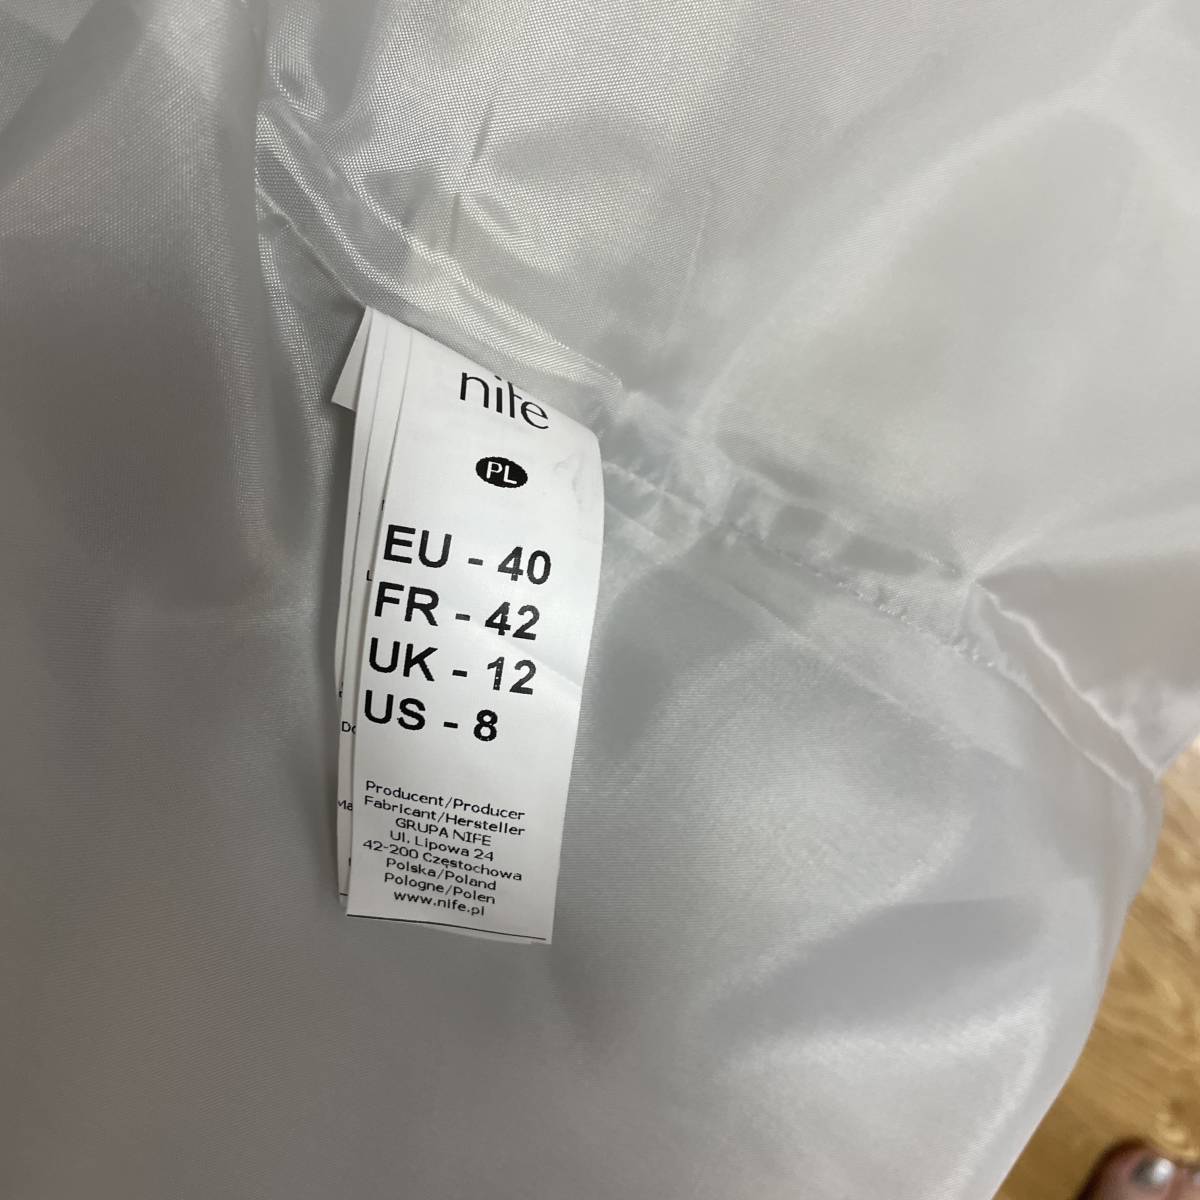 nife
PL
EU - 40
FR - 42
UK - 12
US - 8
Producent/Producer
Fabricant/Hersteller
GRUPA NIFE
Ul. Lipowa 24
42-200 Częstochowa
Polska/Poland
Pologne/Polen
www.nife.pl